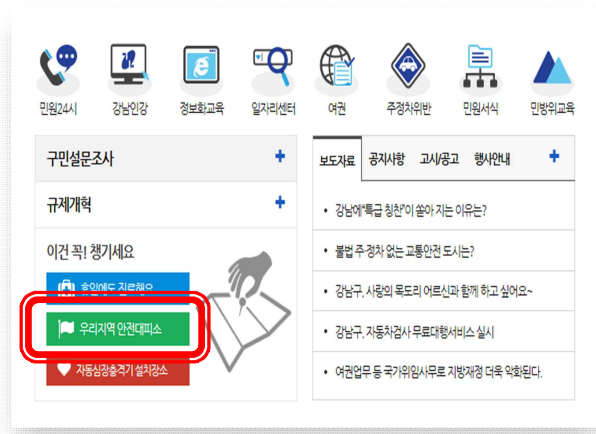 민원24시 강남인강 정보화교육 일자리센터 여권 주정차위반 민원서식 민방위교육
구민설문조사 +
규제개혁 +
이건 꼭! 챙기세요
휴일에도 진료해요
우리지역 안전대피소
자동심장충격기 설치장소
보도자료 공지사항 고시/공고 행사안내 +
• 강남에“특급 칭찬”이 쏟아 지는 이유는?
• 불법 주·정차 없는 교통안전 도시는?
• 강남구, 사랑의 목도리 어르신과 함께 하고 싶어요~
• 강남구, 자동차검사 무료대행서비스 실시
• 여권업무 등 국가위임사무로 지방재정 더욱 악화된다.